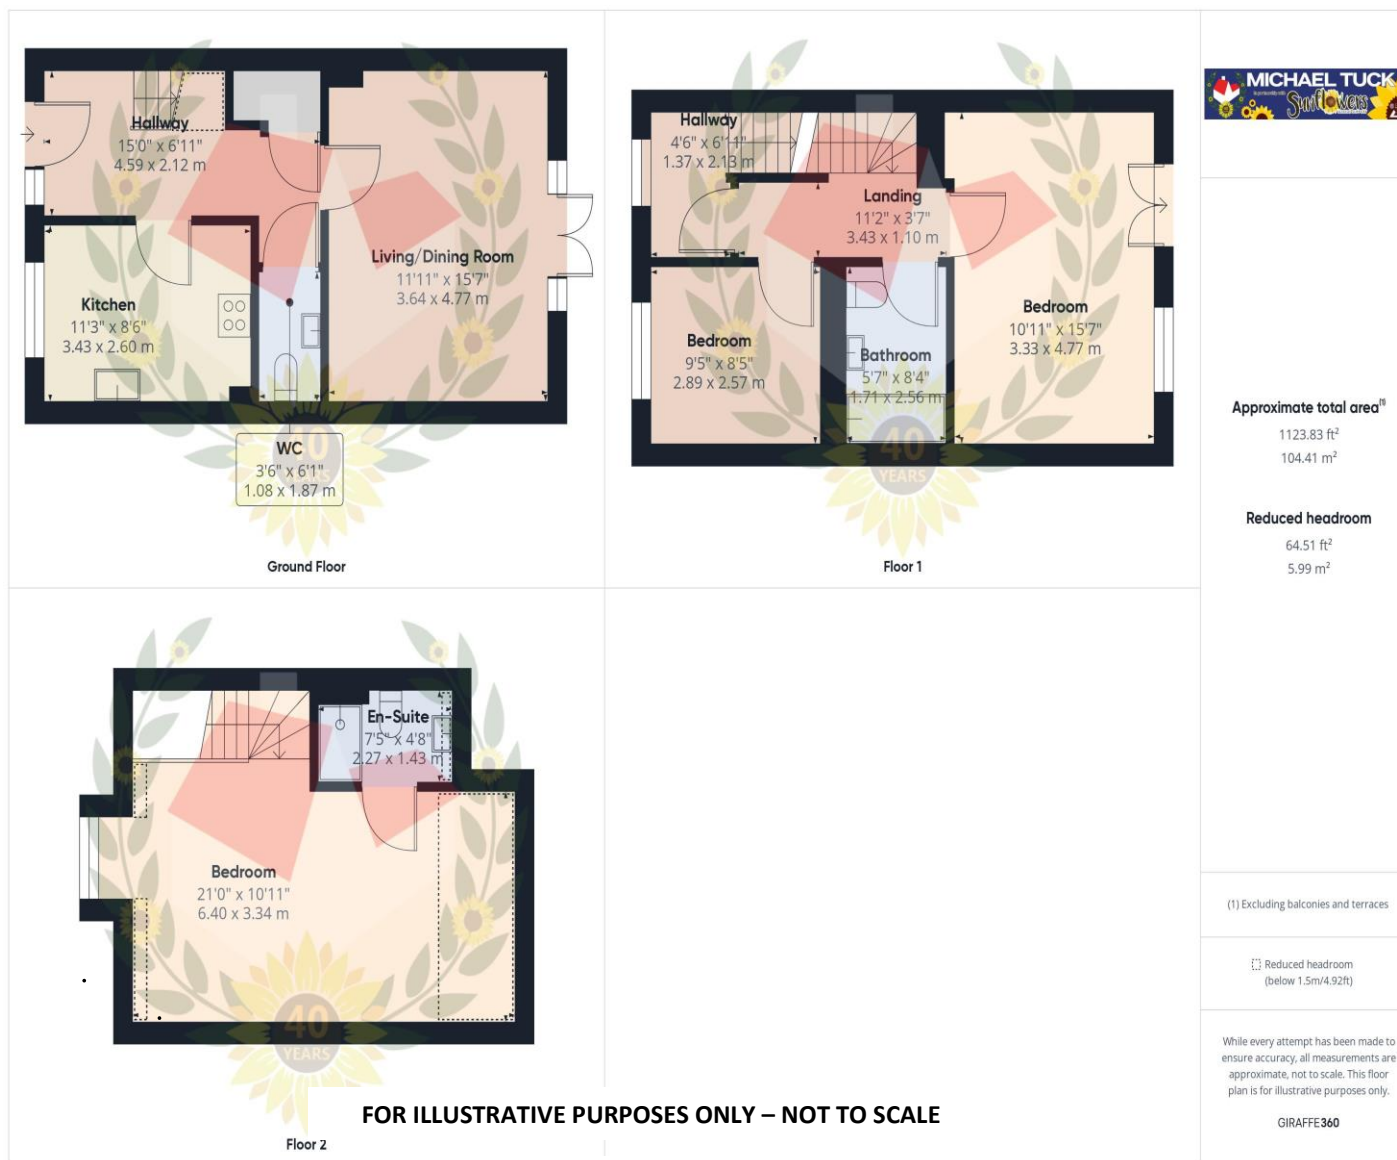 Hallway
15'0" x 6'11"
4.59 x 2.12 m
Living/Dining Room
11'11" x 15'7"
3.64 x 4.77 m
Kitchen
11'3" x 8'6"
3.43 x 2.60 m
40
YEARS
WC
3'6" x 6'1"
1.08 x 1.87 m
Ground Floor
Hallway
4'6" x 6'11"
1.37 x 2.13 m
Landing
11'2" x 3'7"
3.43 x 1.10 m
Bedroom
10'11" x 15'7"
3.33 x 4.77 m
Bedroom
9'5" x 8'5"
2.89 x 2.57 m
Bathroom
5'7" x 8'4"
1.71 x 2.56 m
40
YEARS
Floor 1
MICHAEL TUCK
Sunflowers
Approximate total area(1)
1123.83 ft²
104.41 m²
Reduced headroom
64.51 ft²
5.99 m²
En-Suite
7'5" x 4'8"
2.27 x 1.43 m
Bedroom
21'0" x 10'11"
6.40 x 3.34 m
40
YEARS
FOR ILLUSTRATIVE PURPOSES ONLY – NOT TO SCALE
Floor 2
(1) Excluding balconies and terraces
Reduced headroom
(below 1.5m/4.92ft)
While every attempt has been made to
ensure accuracy, all measurements are
approximate, not to scale. This floor
plan is for illustrative purposes only.
GIRAFFE360